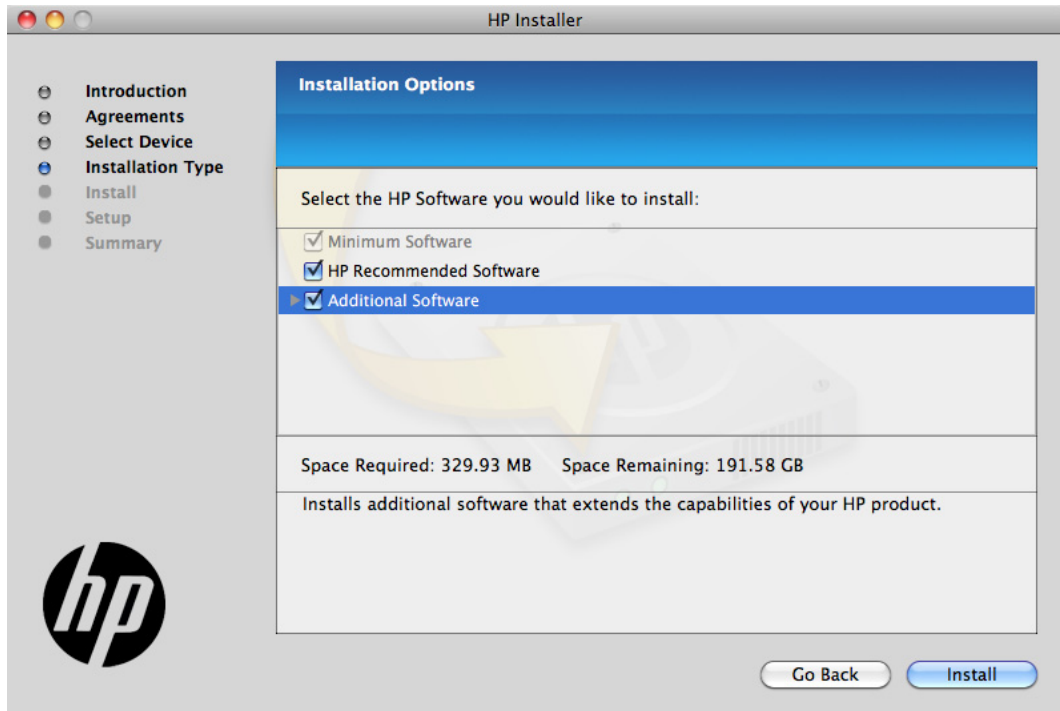 HP Installer
Introduction
Agreements
Select Device
Installation Type
Install
Setup
Summary
Installation Options
Select the HP Software you would like to install:
Minimum Software
HP Recommended Software
Additional Software
Space Required: 329.93 MB Space Remaining: 191.58 GB
Installs additional software that extends the capabilities of your HP product.
hp
Go Back Install